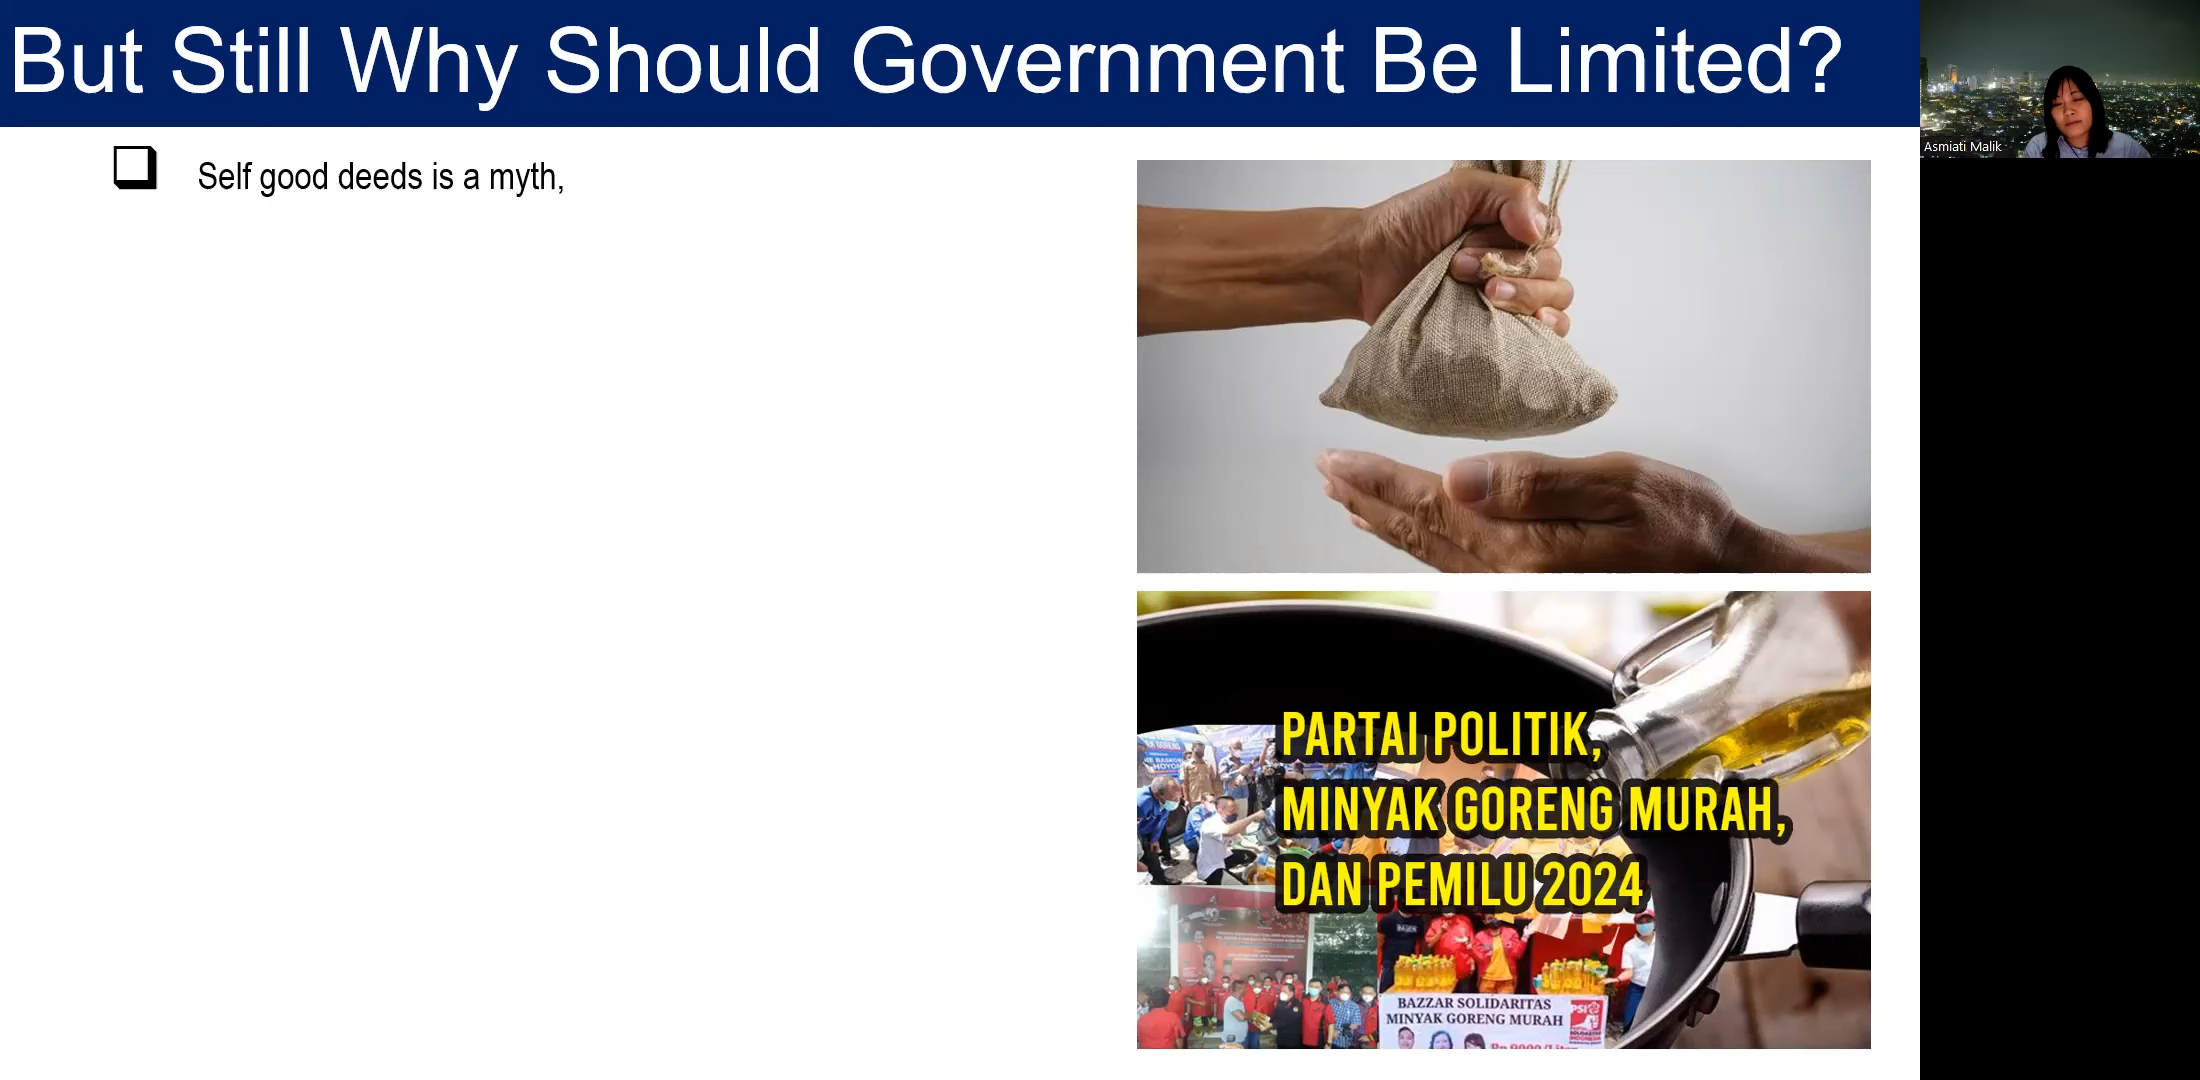 But Still Why Should Government Be Limited?
Asmiati Malik
Self good deeds is a myth,
PARTAI POLITIK,
MINYAK GORENG MURAH,
DAN PEMILU 2024
BAZZAR SOLIDARITAS
MINYAK GORENG MURAH
PSI